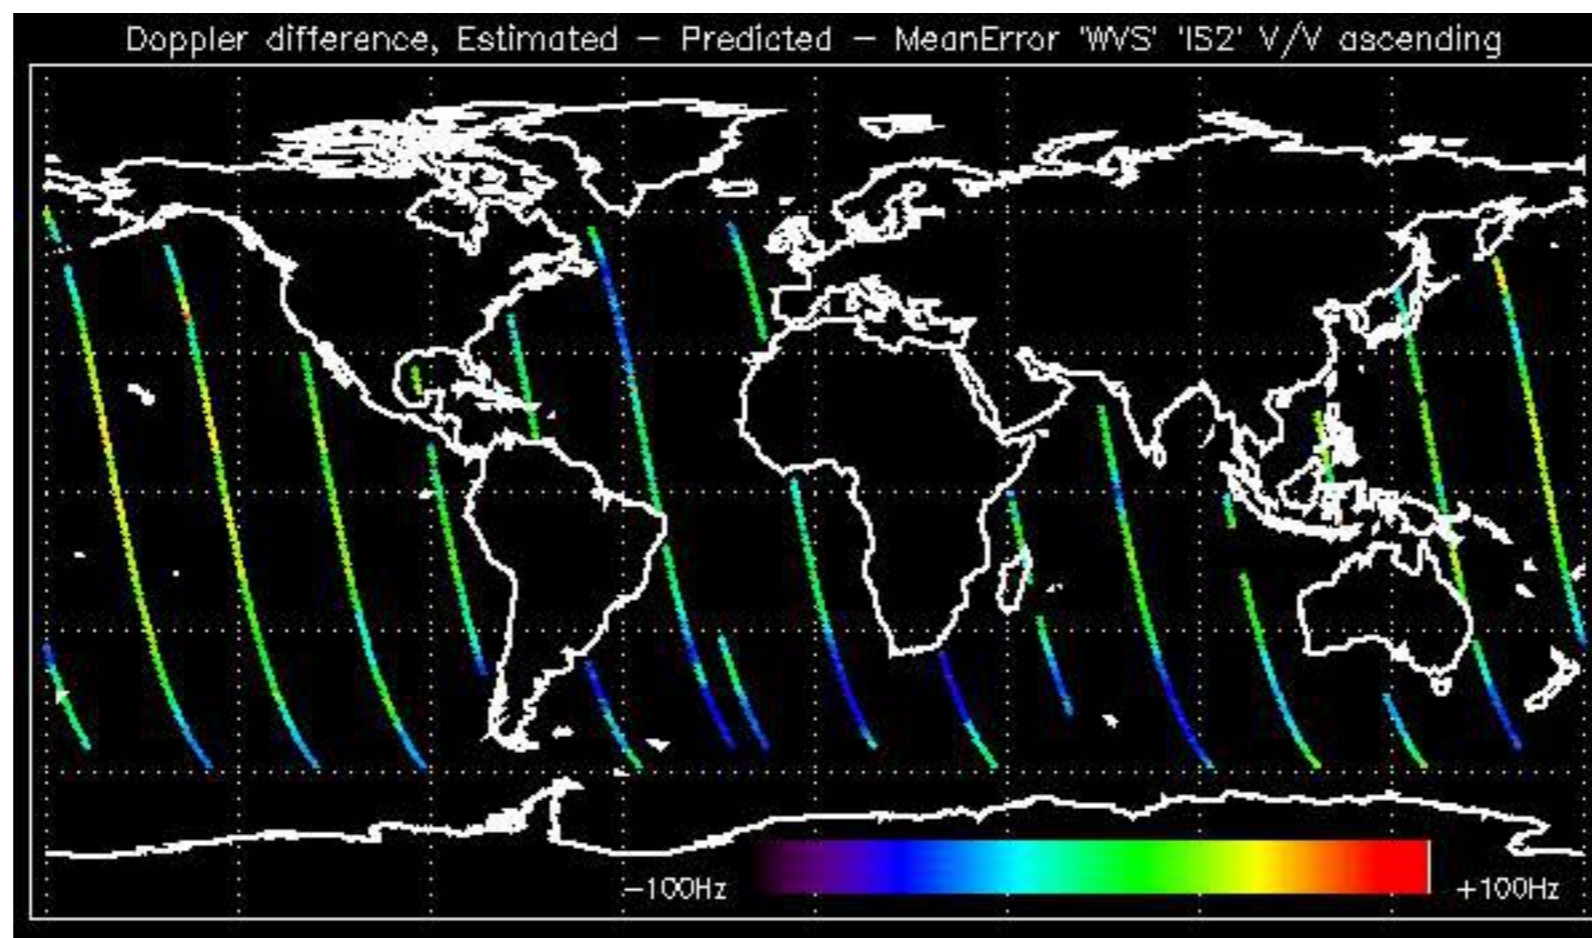 Doppler difference, Estimated − Predicted − MeanError 'WVS' 'IS2' V/V ascending
−100Hz
+100Hz